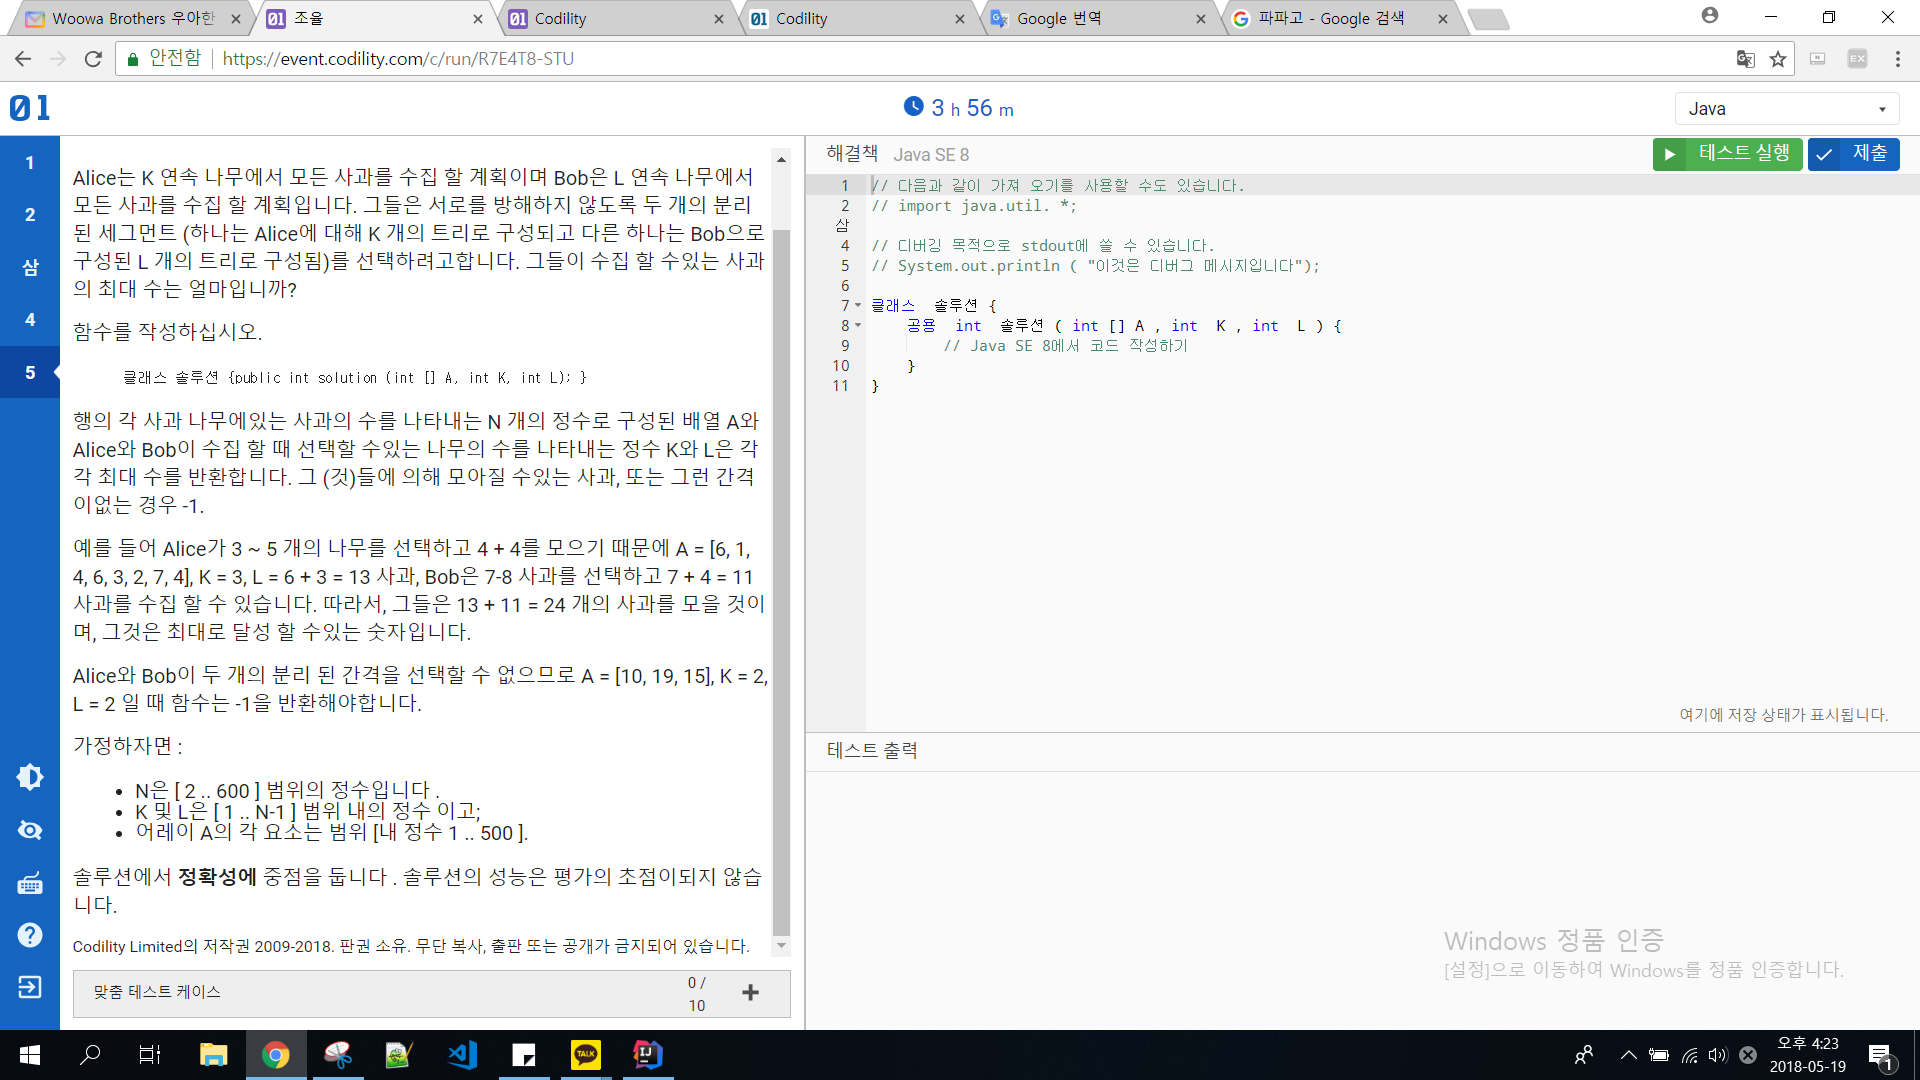 Woowa Brothers 우아한
조율
Codility
Codility
Google 번역
파파고 - Google 검색
안전함
https://event.codility.com/c/run/R7E4T8-STU
EX
01
3 h 56 m
Java
1
2
삼
4
5
Alice는 K 연속 나무에서 모든 사과를 수집 할 계획이며 Bob은 L 연속 나무에서
모든 사과를 수집 할 계획입니다. 그들은 서로를 방해하지 않도록 두 개의 분리
된 세그먼트 (하나는 Alice에 대해 K 개의 트리로 구성되고 다른 하나는 Bob으로
구성된 L 개의 트리로 구성됨)를 선택하려고합니다. 그들이 수집 할 수있는 사과
의 최대 수는 얼마입니까?
함수를 작성하십시오.
클래스 솔루션 {public int solution (int [] A, int K, int L); }
행의 각 사과 나무에있는 사과의 수를 나타내는 N 개의 정수로 구성된 배열 A와
Alice와 Bob이 수집 할 때 선택할 수있는 나무의 수를 나타내는 정수 K와 L은 각
각 최대 수를 반환합니다. 그 (것)들에 의해 모아질 수있는 사과, 또는 그런 간격
이없는 경우 -1.
예를 들어 Alice가 3 ~ 5 개의 나무를 선택하고 4 + 4를 모으기 때문에 A = [6, 1,
4, 6, 3, 2, 7, 4], K = 3, L = 6 + 3 = 13 사과, Bob은 7-8 사과를 선택하고 7 + 4 = 11
사과를 수집 할 수 있습니다. 따라서, 그들은 13 + 11 = 24 개의 사과를 모을 것이
며, 그것은 최대로 달성 할 수있는 숫자입니다.
Alice와 Bob이 두 개의 분리 된 간격을 선택할 수 없으므로 A = [10, 19, 15], K = 2,
L = 2 일 때 함수는 -1을 반환해야합니다.
가정하자면 :
• N은 [ 2 .. 600 ] 범위의 정수입니다 .
• K 및 L은 [ 1 .. N-1 ] 범위 내의 정수 이고;
• 어레이 A의 각 요소는 범위 [내 정수 1 .. 500 ].
솔루션에서 정확성에 중점을 둡니다 . 솔루션의 성능은 평가의 초점이되지 않습
니다.
Codility Limited의 저작권 2009-2018. 판권 소유. 무단 복사, 출판 또는 공개가 금지되어 있습니다.
맞춤 테스트 케이스
0 /
10
해결책 Java SE 8
테스트 실행
제출
1 // 다음과 같이 가져 오기를 사용할 수도 있습니다.
2 // import java.util. *;
삼
4 // 디버깅 목적으로 stdout에 쓸 수 있습니다.
5 // System.out.println ( "이것은 디버그 메시지입니다");
6
7 클래스 솔루션 {
8 공용 int 솔루션 ( int [] A , int K , int L ) {
9 // Java SE 8에서 코드 작성하기
10 }
11 }
여기에 저장 상태가 표시됩니다.
테스트 출력
Windows 정품 인증
[설정]으로 이동하여 Windows를 정품 인증합니다.
TALK
IJ
오후 4:23
2018-05-19
1